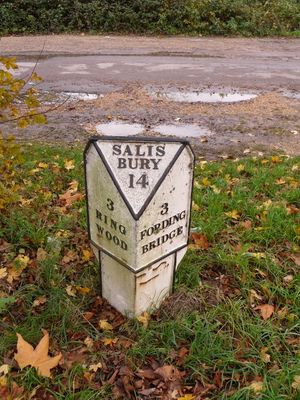 SALIS
BURY
14
3
RING
WOOD
3
FORDING
BRIDGE